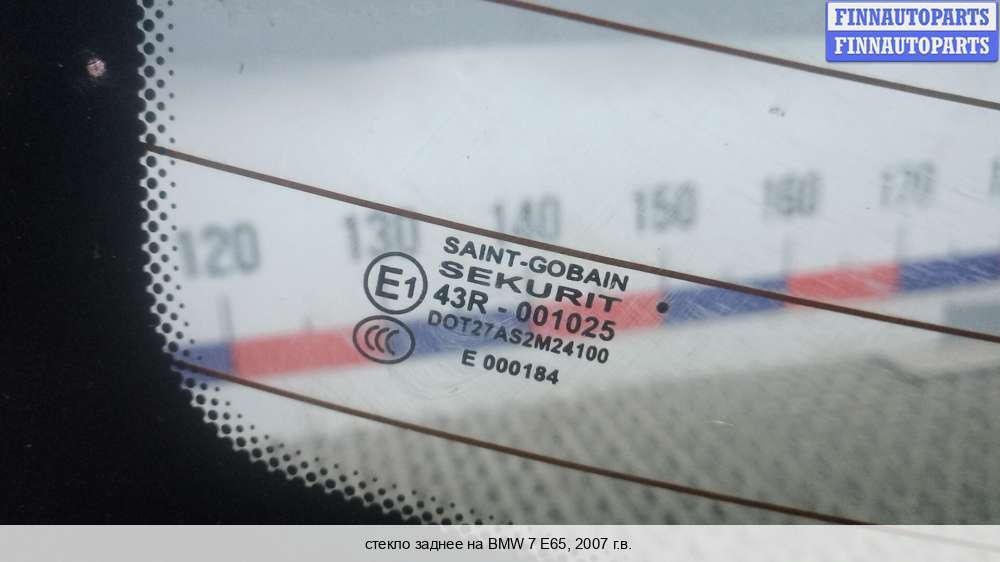 FINNAUTOPARTS
FINNAUTOPARTS
120 130 140 150 160 170
SAINT-GOBAIN
SEKURIT
E1
43R - 001025
DOT27AS2M24100
CCC
E 000184
стекло заднее на BMW 7 E65, 2007 г.в.